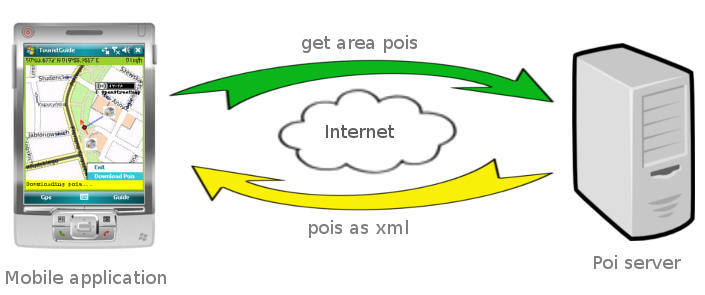 TouristGuide
get area pois
Internet
Exit
Download Pois
Downloading pois...
Gps
Guide
pois as xml
Poi server
Mobile application